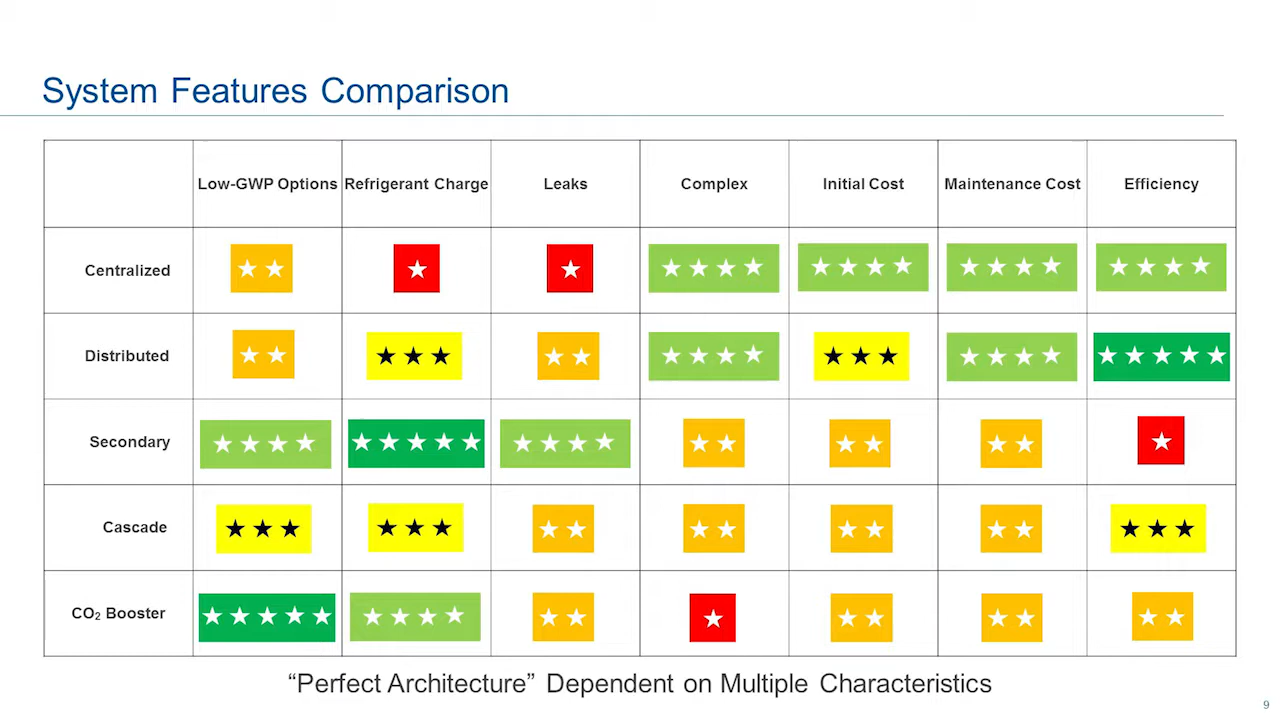 System Features Comparison
Low-GWP Options Refrigerant Charge Leaks Complex Initial Cost Maintenance Cost Efficiency
Centralized ★★ ★ ★ ★★★★ ★★★★ ★★★★ ★★★★
Distributed ★★ ★★★ ★★ ★★★★ ★★★ ★★★★ ★★★★★
Secondary ★★★★ ★★★★★ ★★★★ ★★ ★★ ★★ ★
Cascade ★★★ ★★★ ★★ ★★ ★★ ★★ ★★★
CO₂ Booster ★★★★★ ★★★★ ★★ ★ ★★ ★★ ★★
“Perfect Architecture” Dependent on Multiple Characteristics
9